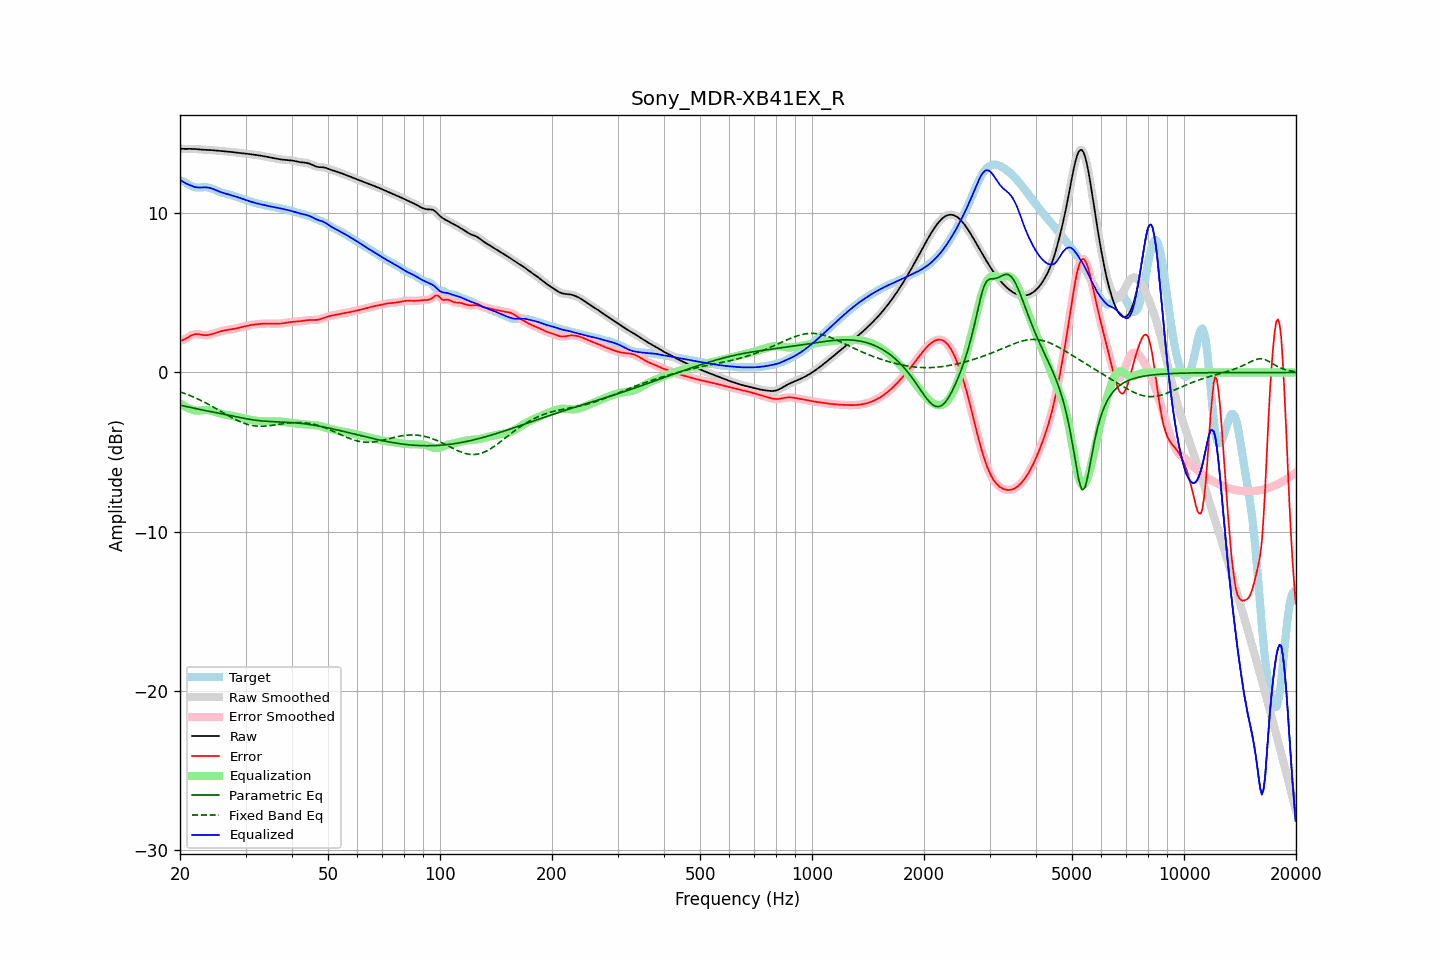 Sony_MDR-XB41EX_R
Amplitude (dBr)
10
0
−10
−20
−30
Target
Raw Smoothed
Error Smoothed
Raw
Error
Equalization
Parametric Eq
Fixed Band Eq
Equalized
20 50 100 200 500 1000 2000 5000 10000 20000
Frequency (Hz)